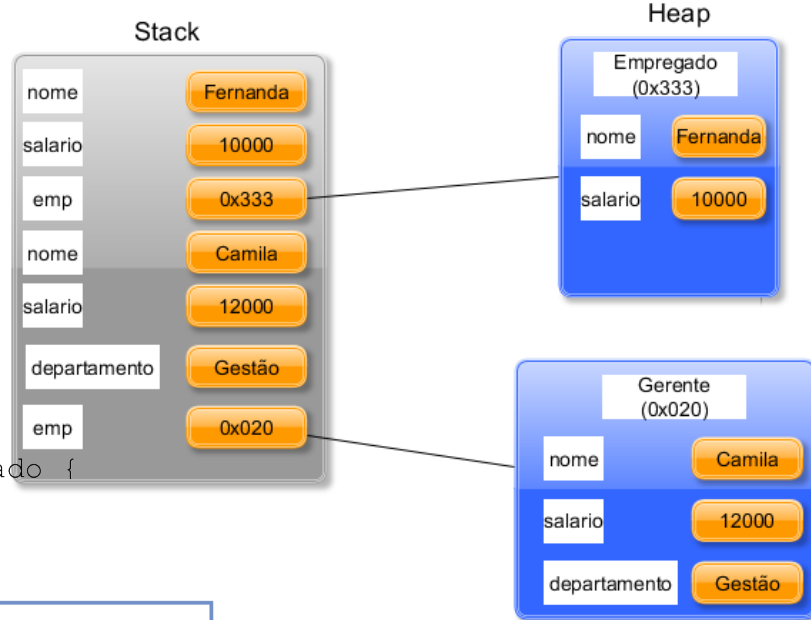 Stack
nome Fernanda
salario 10000
emp 0x333
nome Camila
salario 12000
departamento Gestão
emp 0x020
ado {
Heap
Empregado
(0x333)
nome Fernanda
salario 10000
Gerente
(0x020)
nome Camila
salario 12000
departamento Gestão